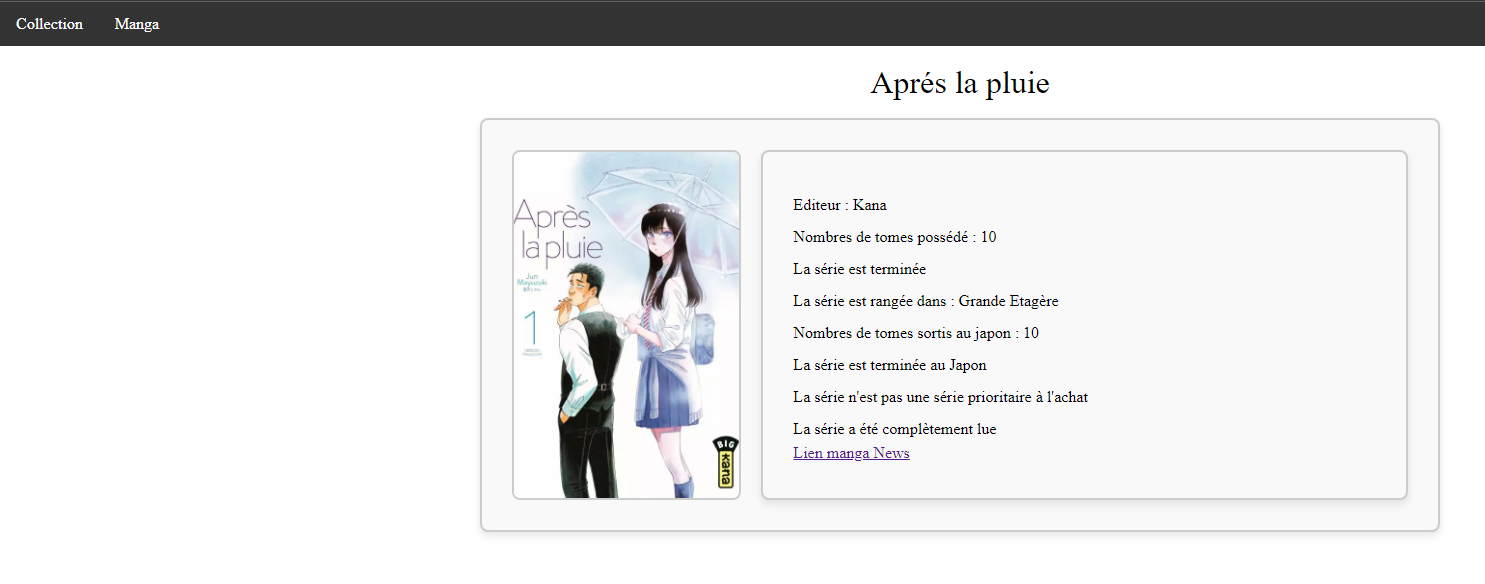 Collection Manga
Aprés la pluie
Après
la pluie
Jun
Mayuzuki
1
BIG
kana
Editeur : Kana
Nombres de tomes possédé : 10
La série est terminée
La série est rangée dans : Grande Etagère
Nombres de tomes sortis au japon : 10
La série est terminée au Japon
La série n'est pas une série prioritaire à l'achat
La série a été complètement lue
Lien manga News